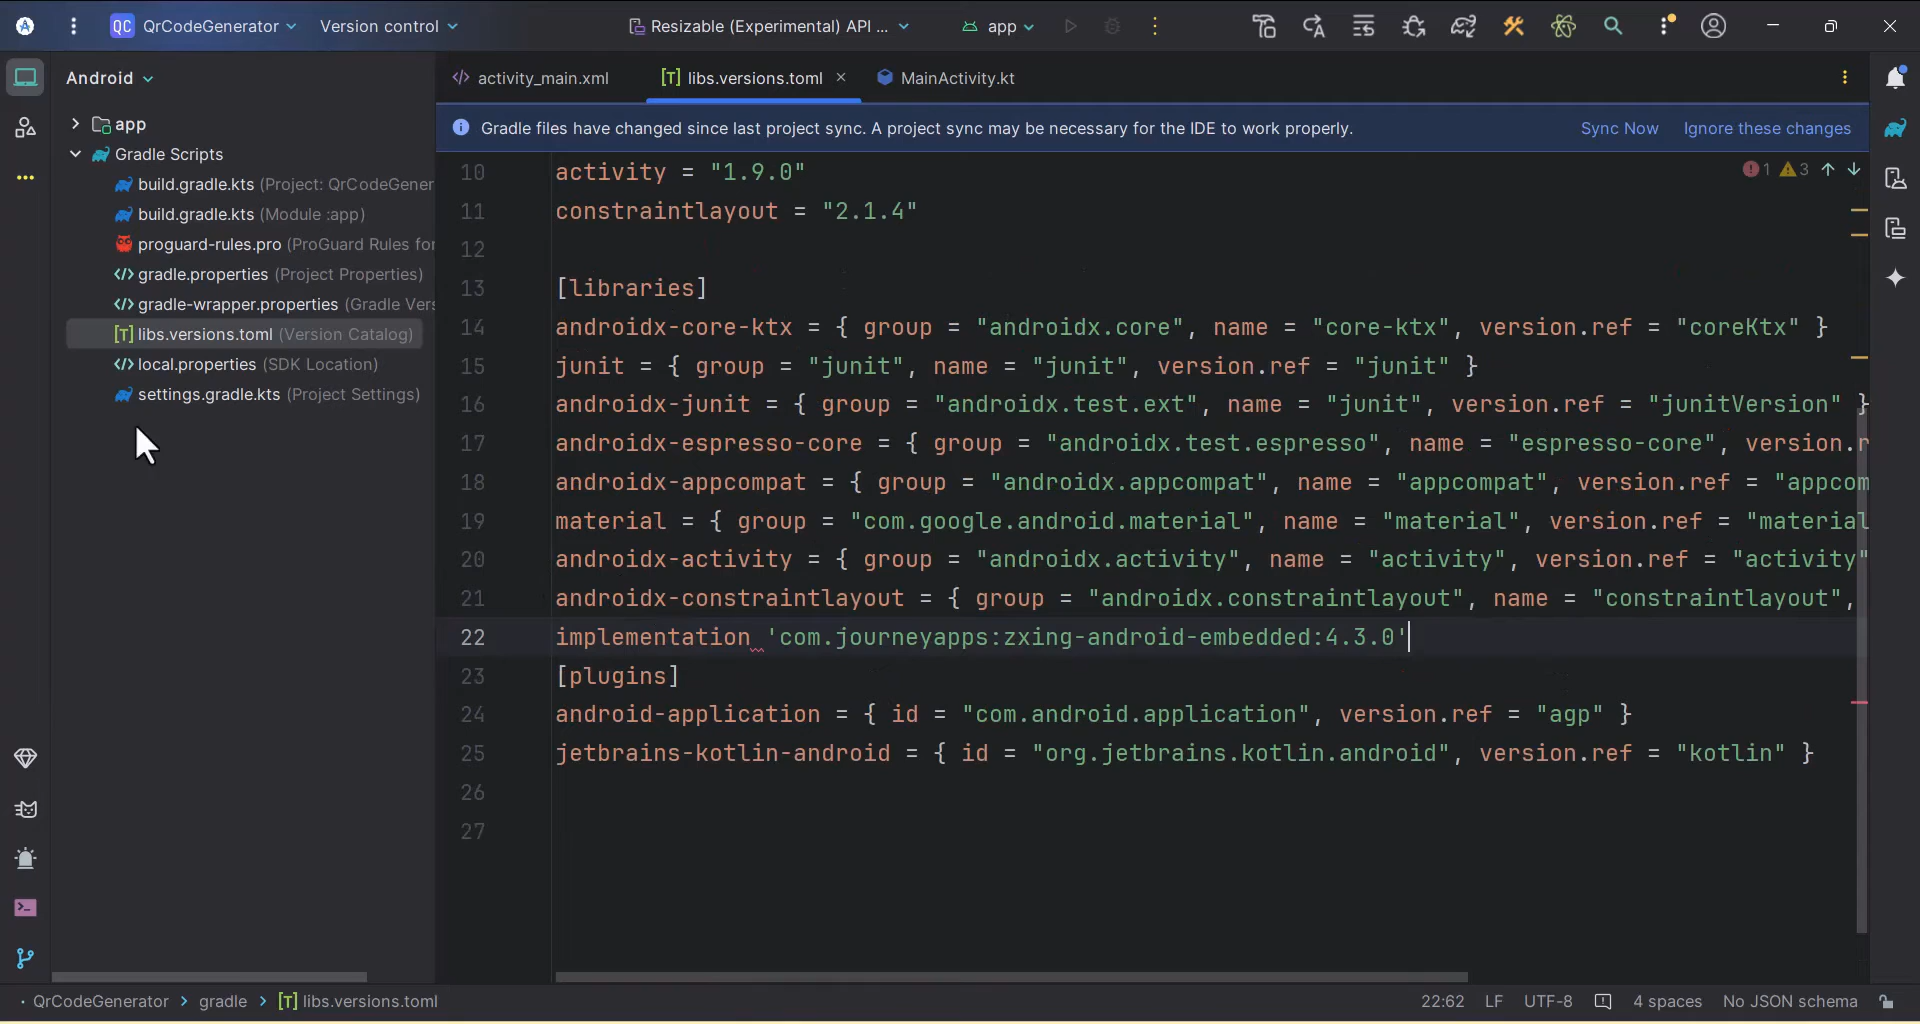 QC QrCodeGenerator Version control Resizable (Experimental) API ... app
Android
activity_main.xml libs.versions.toml MainActivity.kt
Gradle files have changed since last project sync. A project sync may be necessary for the IDE to work properly. Sync Now Ignore these changes
app
Gradle Scripts
build.gradle.kts (Project: QrCodeGener
build.gradle.kts (Module :app)
proguard-rules.pro (ProGuard Rules for
gradle.properties (Project Properties)
gradle-wrapper.properties (Gradle Vers
[T] libs.versions.toml (Version Catalog)
local.properties (SDK Location)
settings.gradle.kts (Project Settings)
1 3
10 activity = "1.9.0"
11 constraintlayout = "2.1.4"
12
13 [libraries]
14 androidx-core-ktx = { group = "androidx.core", name = "core-ktx", version.ref = "coreKtx" }
15 junit = { group = "junit", name = "junit", version.ref = "junit" }
16 androidx-junit = { group = "androidx.test.ext", name = "junit", version.ref = "junitVersion" }
17 androidx-espresso-core = { group = "androidx.test.espresso", name = "espresso-core", version.r
18 androidx-appcompat = { group = "androidx.appcompat", name = "appcompat", version.ref = "appcom
19 material = { group = "com.google.android.material", name = "material", version.ref = "material
20 androidx-activity = { group = "androidx.activity", name = "activity", version.ref = "activity"
21 androidx-constraintlayout = { group = "androidx.constraintlayout", name = "constraintlayout",
22 implementation 'com.journeyapps:zxing-android-embedded:4.3.0'
23 [plugins]
24 android-application = { id = "com.android.application", version.ref = "agp" }
25 jetbrains-kotlin-android = { id = "org.jetbrains.kotlin.android", version.ref = "kotlin" }
26
27
QrCodeGenerator > gradle > [T] libs.versions.toml 22:62 LF UTF-8 4 spaces No JSON schema